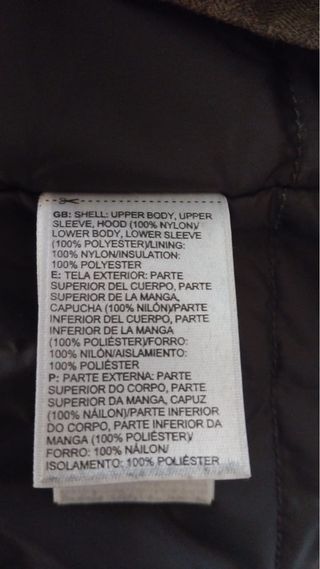 GB: SHELL: UPPER BODY, UPPER
SLEEVE, HOOD (100% NYLON)/
LOWER BODY, LOWER SLEEVE
(100% POLYESTER)/LINING:
100% NYLON/INSULATION:
100% POLYESTER
E: TELA EXTERIOR: PARTE
SUPERIOR DEL CUERPO, PARTE
SUPERIOR DE LA MANGA,
CAPUCHA (100% NILÓN)/PARTE
INFERIOR DEL CUERPO, PARTE
INFERIOR DE LA MANGA
(100% POLIÉSTER)/FORRO:
100% NILÓN/AISLAMIENTO:
100% POLIÉSTER
P: PARTE EXTERNA: PARTE
SUPERIOR DO CORPO, PARTE
SUPERIOR DA MANGA, CAPUZ
(100% NÁILON)/PARTE INFERIOR
DO CORPO, PARTE INFERIOR DA
MANGA (100% POLIÉSTER)/
FORRO: 100% NÁILON/
ISOLAMENTO: 100% POLIÉSTER